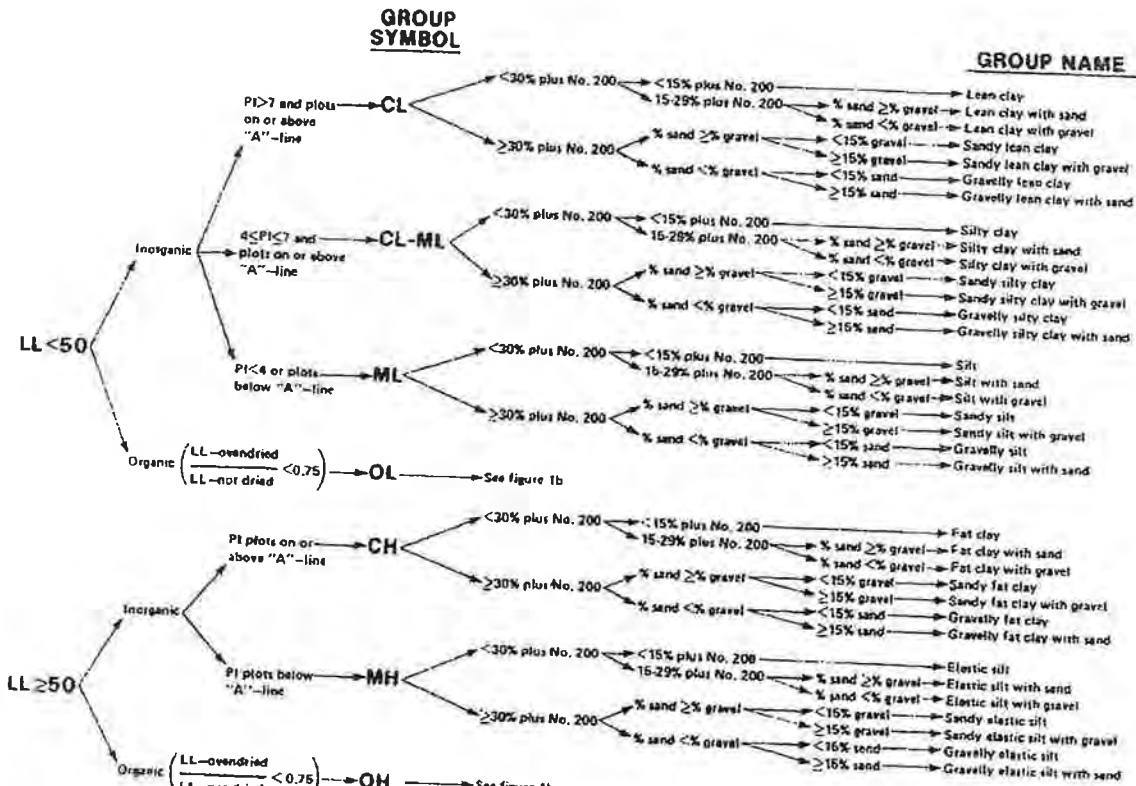 GROUP
SYMBOL
GROUP NAME
LL <50
Inorganic
PI>7 and plots
on or above
"A"-line
CL
<30% plus No. 200
<15% plus No. 200
Lean clay
15-29% plus No. 200
% sand ≥% gravel
Lean clay with sand
% sand <% gravel
Lean clay with gravel
≥30% plus No. 200
% sand ≥% gravel
<15% gravel
Sandy lean clay
≥15% gravel
Sandy lean clay with gravel
% sand <% gravel
<15% sand
Gravelly lean clay
≥15% sand
Gravelly lean clay with sand
4≤PI≤7 and
plots on or above
"A"-line
CL-ML
<30% plus No. 200
<15% plus No. 200
Silty clay
15-29% plus No. 200
% sand ≥% gravel
Silty clay with sand
% sand <% gravel
Silty clay with gravel
≥30% plus No. 200
% sand ≥% gravel
<15% gravel
Sandy silty clay
≥15% gravel
Sandy silty clay with gravel
% sand <% gravel
<15% sand
Gravelly silty clay
≥15% sand
Gravelly silty clay with sand
PI<4 or plots
below "A"-line
ML
<30% plus No. 200
<15% plus No. 200
Silt
15-29% plus No. 200
% sand ≥% gravel
Silt with sand
% sand <% gravel
Silt with gravel
≥30% plus No. 200
% sand ≥% gravel
<15% gravel
Sandy silt
≥15% gravel
Sandy silt with gravel
% sand <% gravel
<15% sand
Gravelly silt
≥15% sand
Gravelly silt with sand
Organic (LL-ovendried
LL-not dried <0.75)
OL
See figure 1b
LL ≥50
Inorganic
PI plots on or
above "A"-line
CH
<30% plus No. 200
<15% plus No. 200
Fat clay
15-29% plus No. 200
% sand ≥% gravel
Fat clay with sand
% sand <% gravel
Fat clay with gravel
≥30% plus No. 200
% sand ≥% gravel
<15% gravel
Sandy fat clay
≥15% gravel
Sandy fat clay with gravel
% sand <% gravel
<15% sand
Gravelly fat clay
≥15% sand
Gravelly fat clay with sand
PI plots below
"A"-line
MH
<30% plus No. 200
<15% plus No. 200
Elastic silt
15-29% plus No. 200
% sand ≥% gravel
Elastic silt with sand
% sand <% gravel
Elastic silt with gravel
≥30% plus No. 200
% sand ≥% gravel
<15% gravel
Sandy elastic silt
≥15% gravel
Sandy elastic silt with gravel
% sand <% gravel
<15% sand
Gravelly elastic silt
≥15% sand
Gravelly elastic silt with sand
Organic (LL-ovendried
<0.75)
OH
See figure